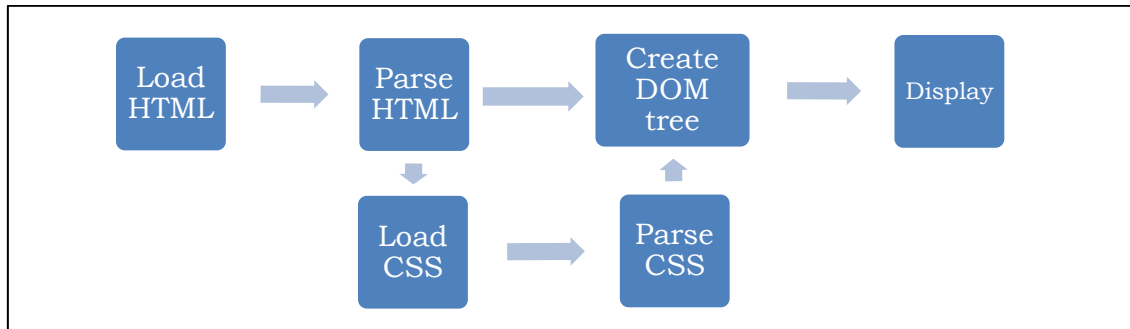 Load
HTML
Parse
HTML
Create
DOM
tree
Display
Load
CSS
Parse
CSS